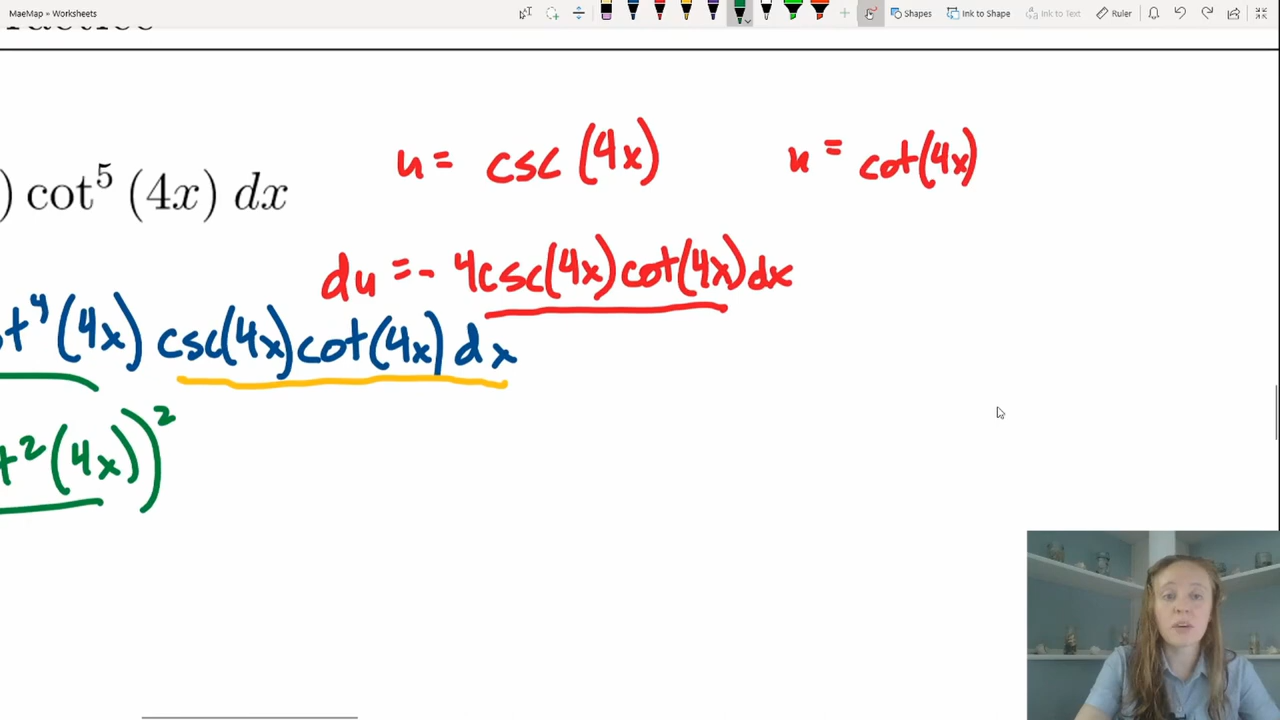 MaeMap » Worksheets
Shapes Ink to Shape Ink to Text Ruler
u = csc (4x) u = cot(4x)
) cot⁵ (4x) dx
du = - 4csc(4x)cot(4x)dx
t⁴(4x) csc(4x)cot(4x) dx
t²(4x))²